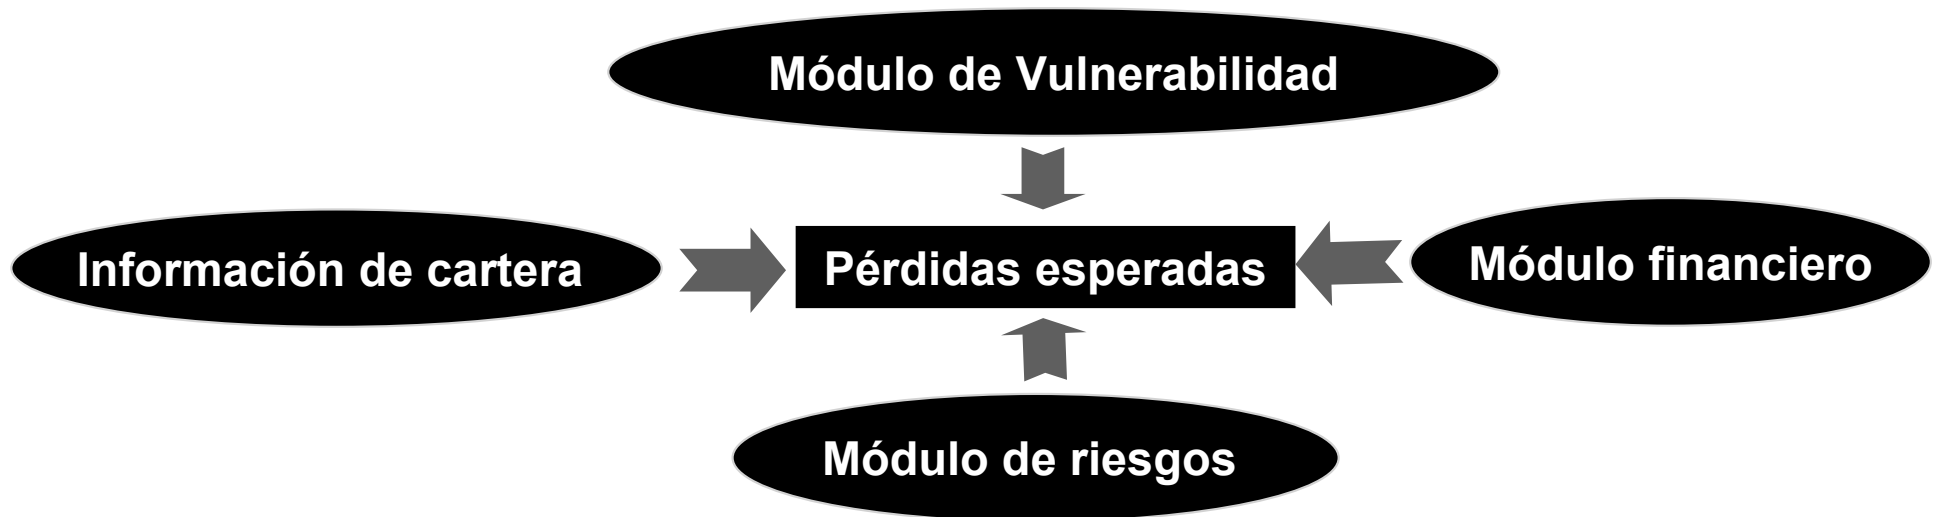 Módulo de Vulnerabilidad
Información de cartera
Pérdidas esperadas
Módulo financiero
Módulo de riesgos